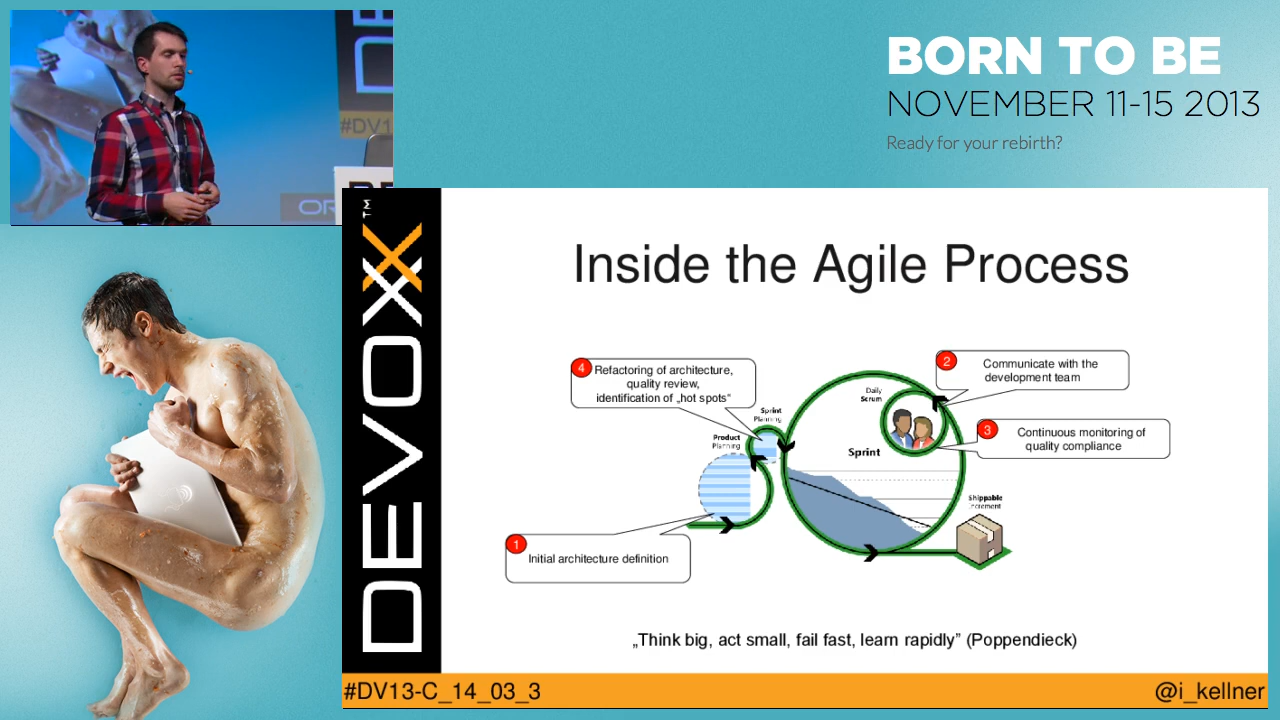 BORN TO BE
NOVEMBER 11-15 2013
Ready for your rebirth?
#DV1
OR
DEVOXX™
Inside the Agile Process
4 Refactoring of architecture,
quality review,
identification of „hot spots“
2 Communicate with the
development team
Daily
Scrum
Sprint
Planning
3 Continuous monitoring of
quality compliance
Product
Planning
Sprint
Shippable
Increment
1 Initial architecture definition
„Think big, act small, fail fast, learn rapidly” (Poppendieck)
#DV13-C_14_03_3
@i_kellner